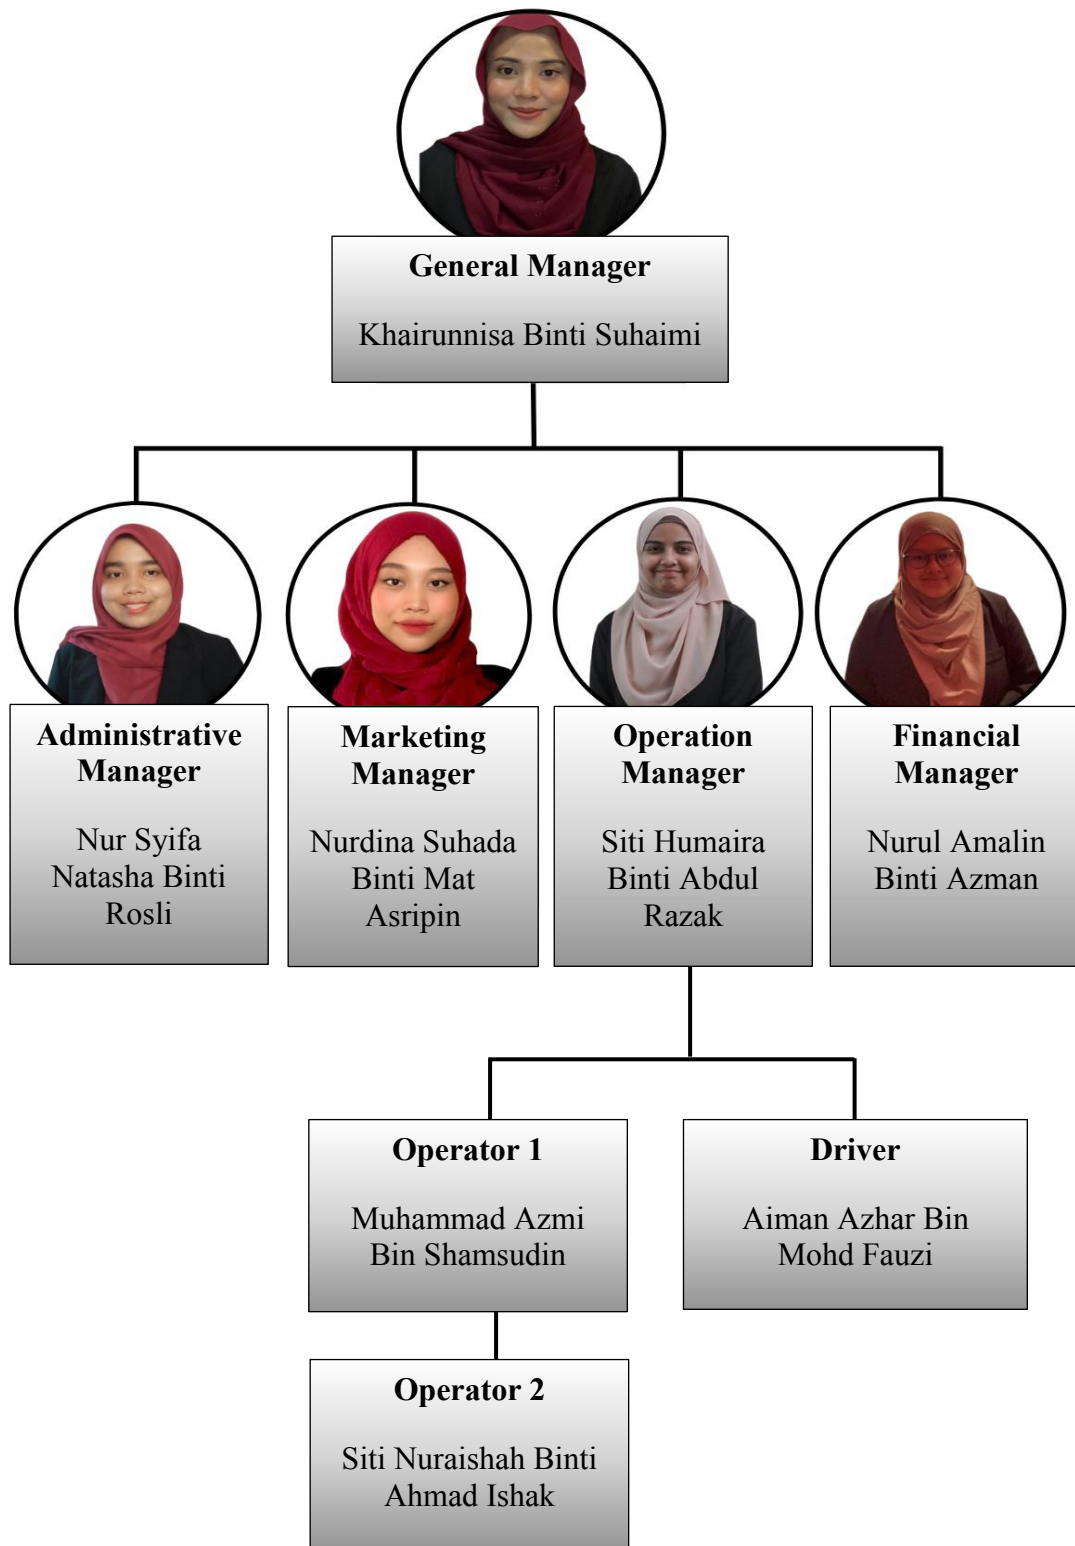 General Manager
Khairunnisa Binti Suhaimi
Administrative
Manager
Nur Syifa
Natasha Binti
Rosli
Marketing
Manager
Nurdina Suhada
Binti Mat
Asripin
Operation
Manager
Siti Humaira
Binti Abdul
Razak
Financial
Manager
Nurul Amalin
Binti Azman
Operator 1
Muhammad Azmi
Bin Shamsudin
Driver
Aiman Azhar Bin
Mohd Fauzi
Operator 2
Siti Nuraishah Binti
Ahmad Ishak